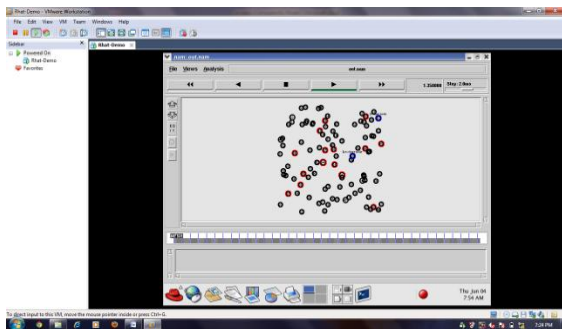 Rhat-Demo - VMware Workstation
File Edit View VM Team Windows Help
Sidebar
Powered On
Rhat-Demo
Favorites
Rhat-Demo
nam: out.nam
File Views Analysis
out.nam
1.350000
Step: 2.0ms
Thu Jun 04
7:54 AM
To direct input to this VM, move the mouse pointer inside or press Ctrl+G.
7:24 PM